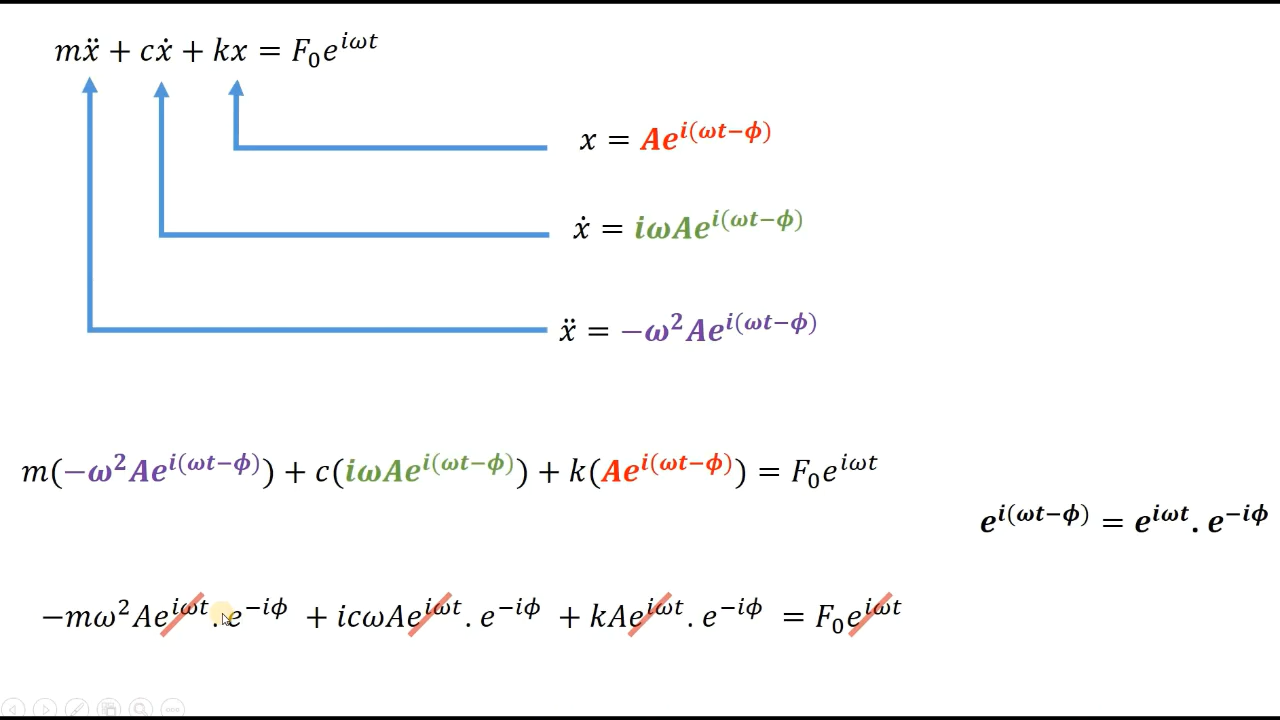 mẍ + cẋ + kx = F₀e^{iωt}
x = Ae^{i(ωt−ϕ)}
ẋ = iωAe^{i(ωt−ϕ)}
ẍ = −ω²Ae^{i(ωt−ϕ)}
m(−ω²Ae^{i(ωt−ϕ)}) + c(iωAe^{i(ωt−ϕ)}) + k(Ae^{i(ωt−ϕ)}) = F₀e^{iωt}
e^{i(ωt−ϕ)} = e^{iωt}. e^{−iϕ}
−mω²Ae^{iωt}. e^{−iϕ} + icωAe^{iωt}. e^{−iϕ} + kAe^{iωt}. e^{−iϕ} = F₀e^{iωt}